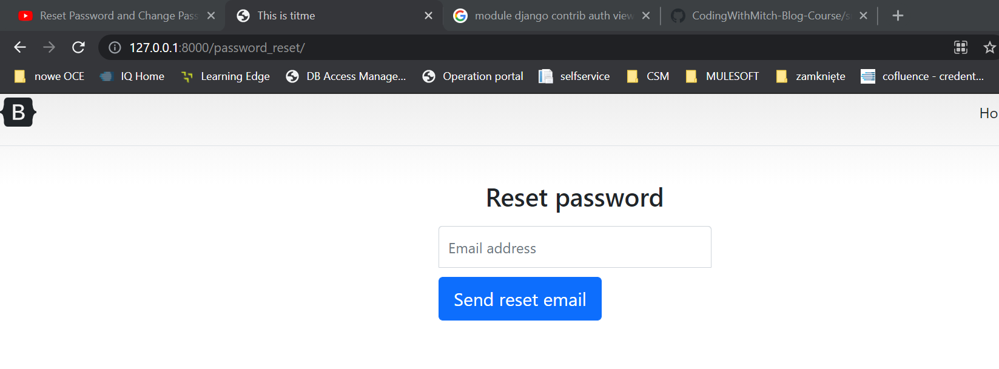 Reset Password and Change Pass
This is titme
module django contrib auth view
CodingWithMitch-Blog-Course/s
127.0.0.1:8000/password_reset/
nowe OCE
IQ Home
Learning Edge
DB Access Manage...
Operation portal
selfservice
CSM
MULESOFT
zamknięte
cofluence - credent...
B
Ho
Reset password
Email address
Send reset email